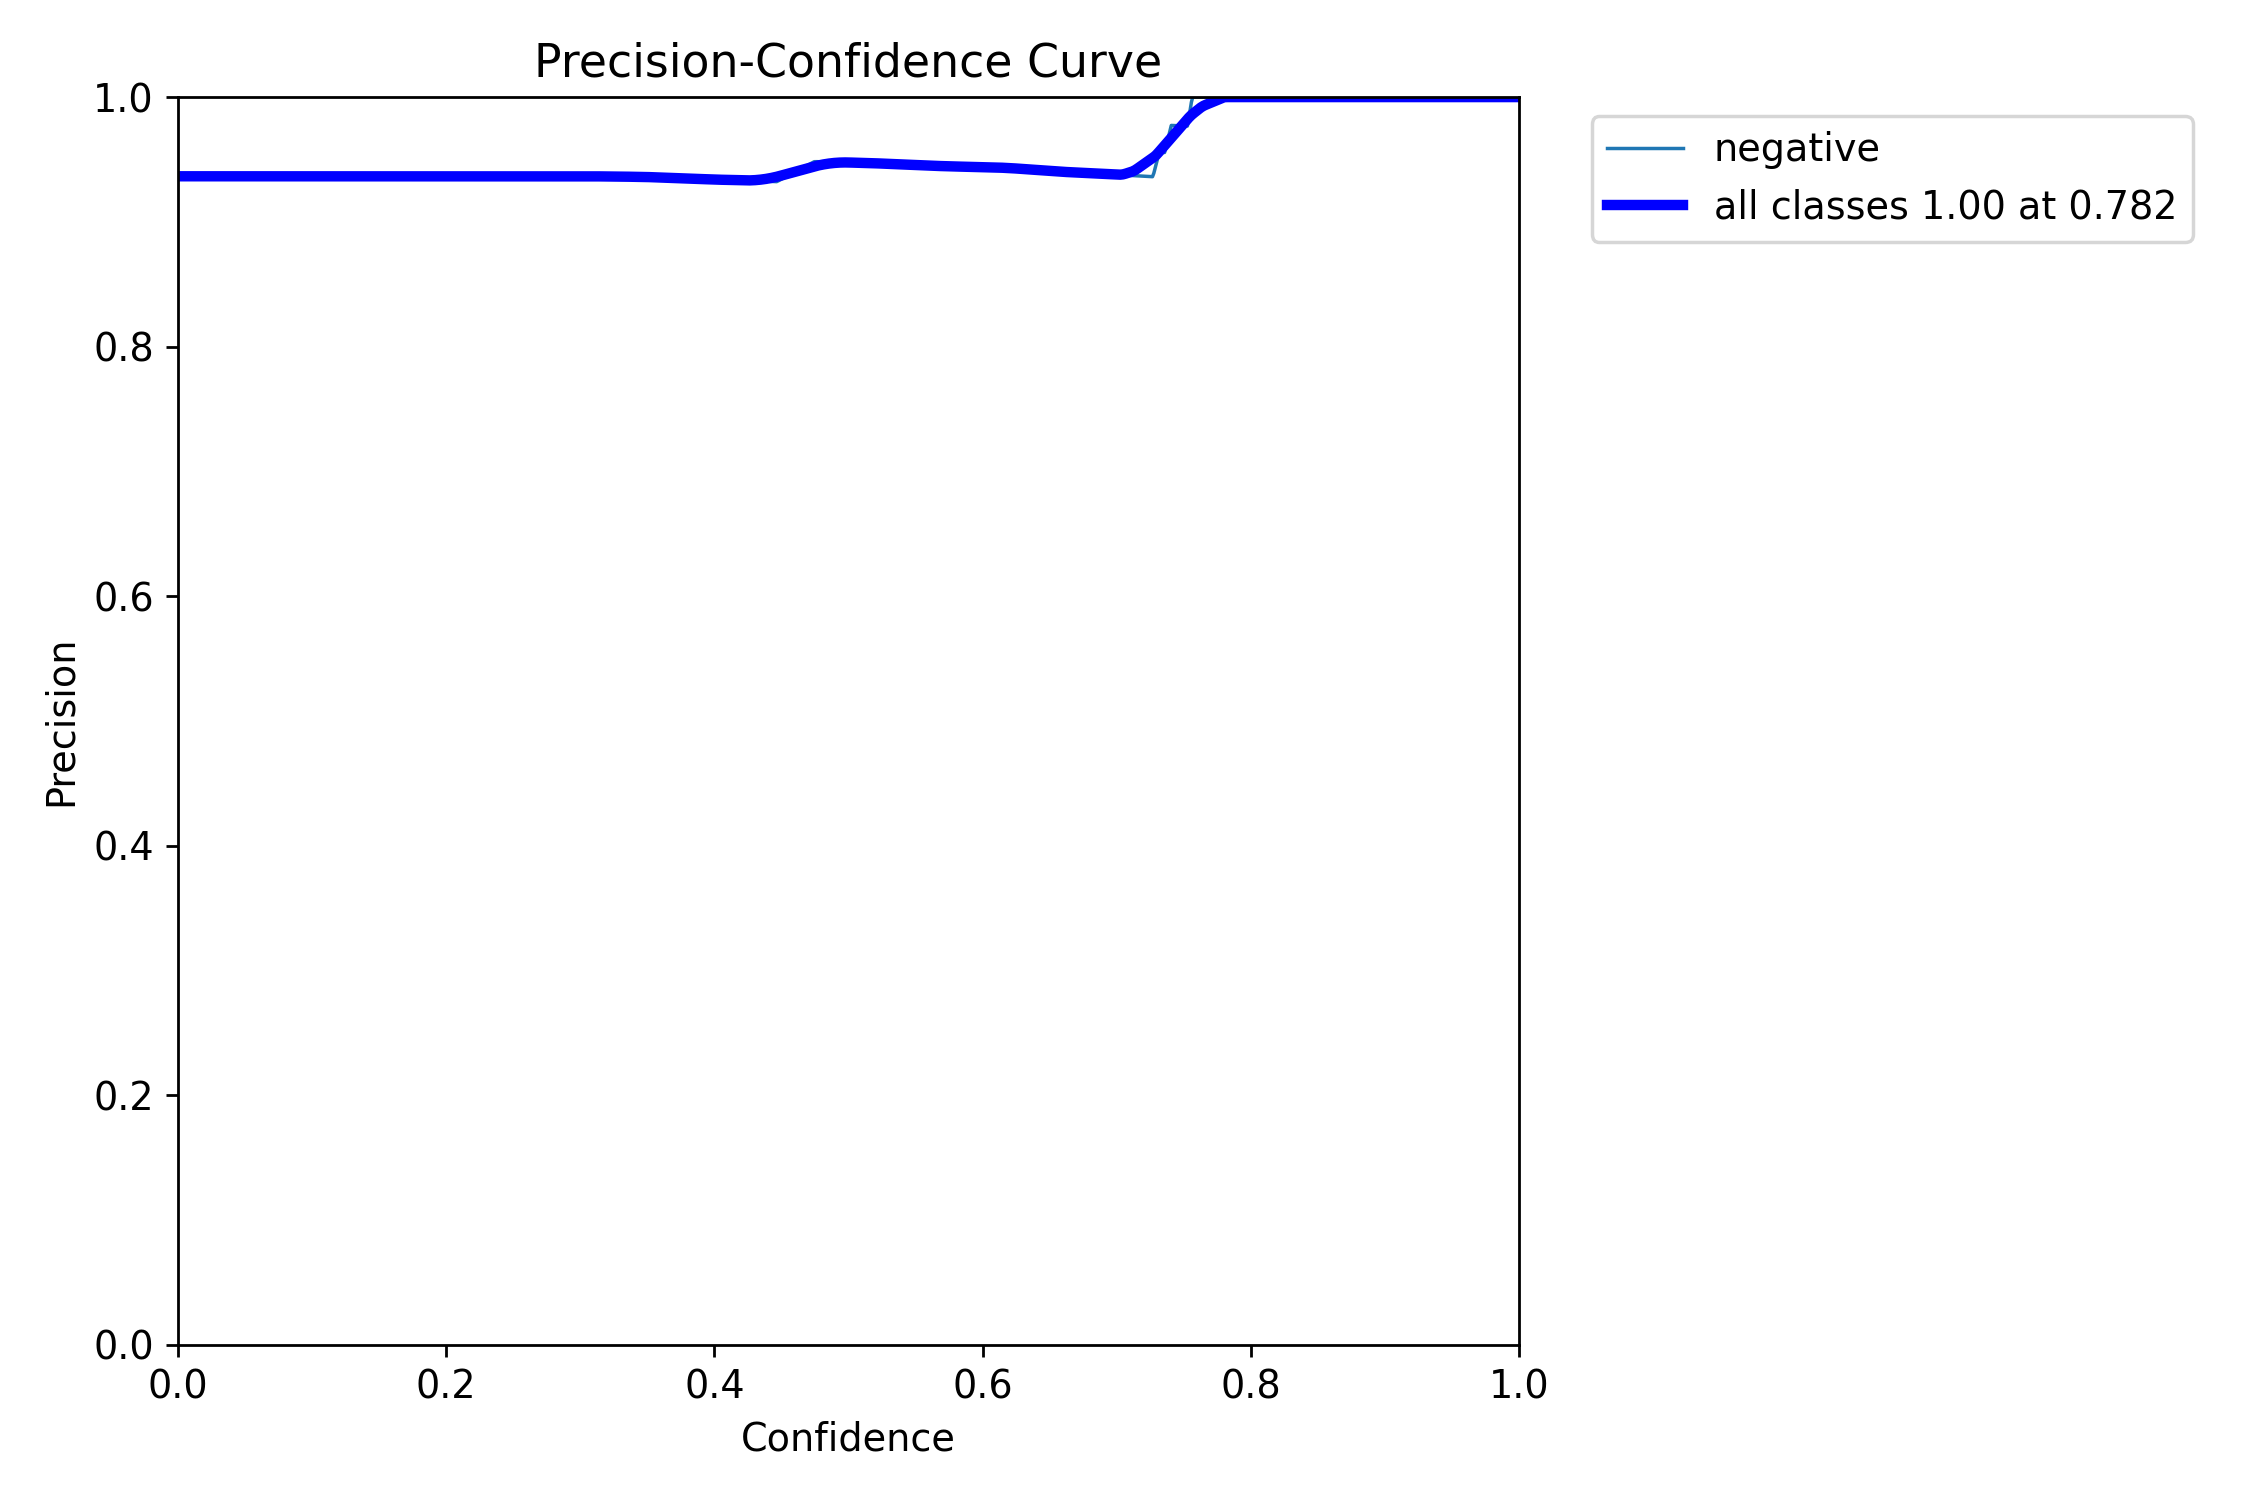 Precision-Confidence Curve
1.0
0.8
0.6
0.4
0.2
0.0
Precision
0.0 0.2 0.4 0.6 0.8 1.0
Confidence
negative
all classes 1.00 at 0.782